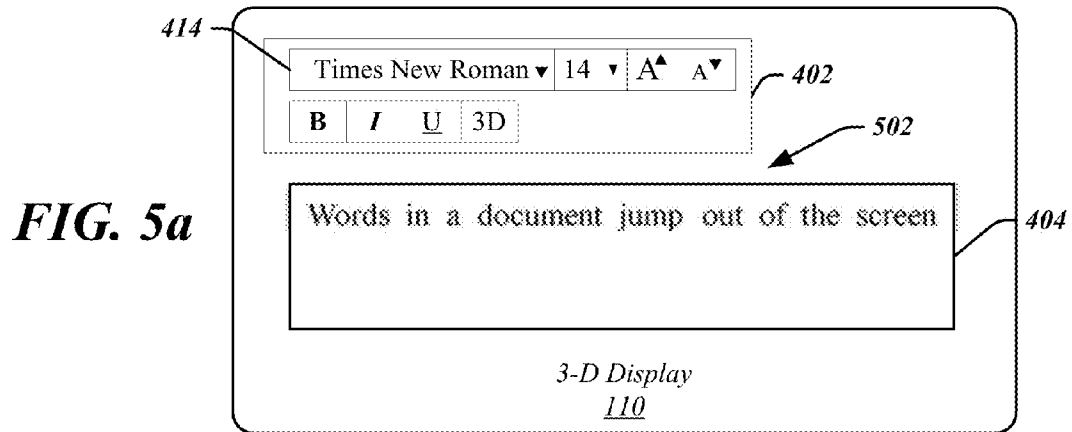 414
Times New Roman ▾ 14 ▾ A▴ A▾
402
B I U 3D
502
FIG. 5a
Words in a document jump out of the screen
404
3-D Display
110